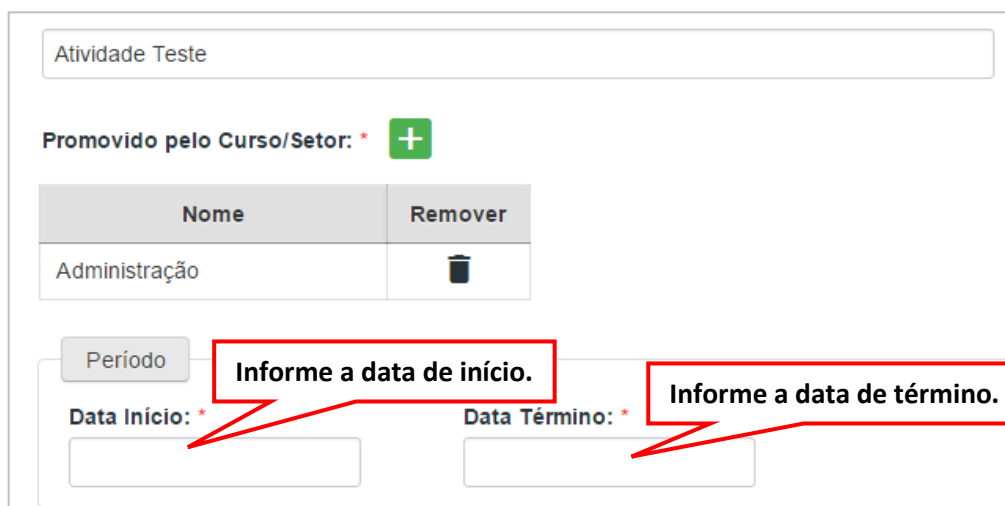 Atividade Teste
Promovido pelo Curso/Setor: *
Nome Remover
Administração
Período
Informe a data de início.
Informe a data de término.
Data Início: * Data Término: *